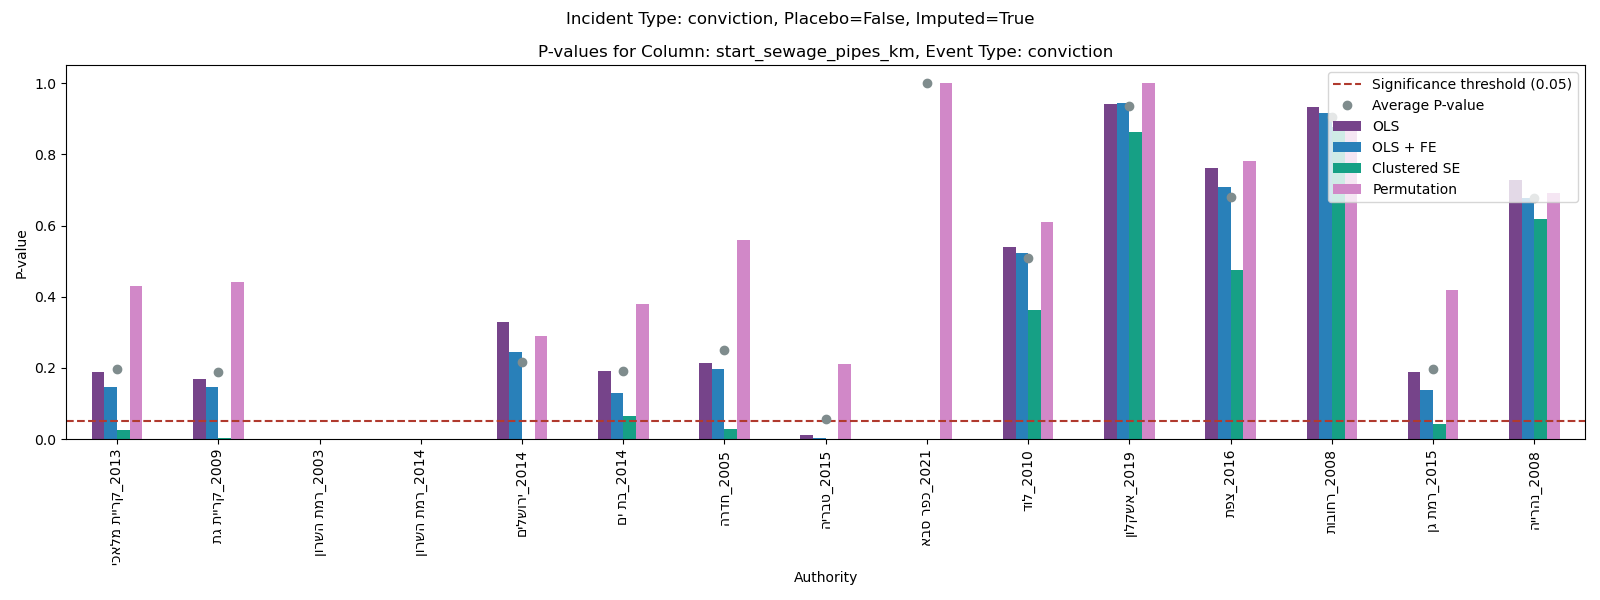 Incident Type: conviction, Placebo=False, Imputed=True
P-values for Column: start_sewage_pipes_km, Event Type: conviction
Significance threshold (0.05)
Average P-value
OLS
OLS + FE
Clustered SE
Permutation
P-value
1.0
0.8
0.6
0.4
0.2
0.0
קריית מלאכי_2013
קריית גת_2009
רמת השרון_2003
רמת השרון_2014
ירושלים_2014
בת ים_2014
חדרה_2005
טבריה_2015
כפר סבא_2021
לוד_2010
אשקלון_2019
צפת_2016
רחובות_2008
רמת גן_2015
נהרייה_2008
Authority